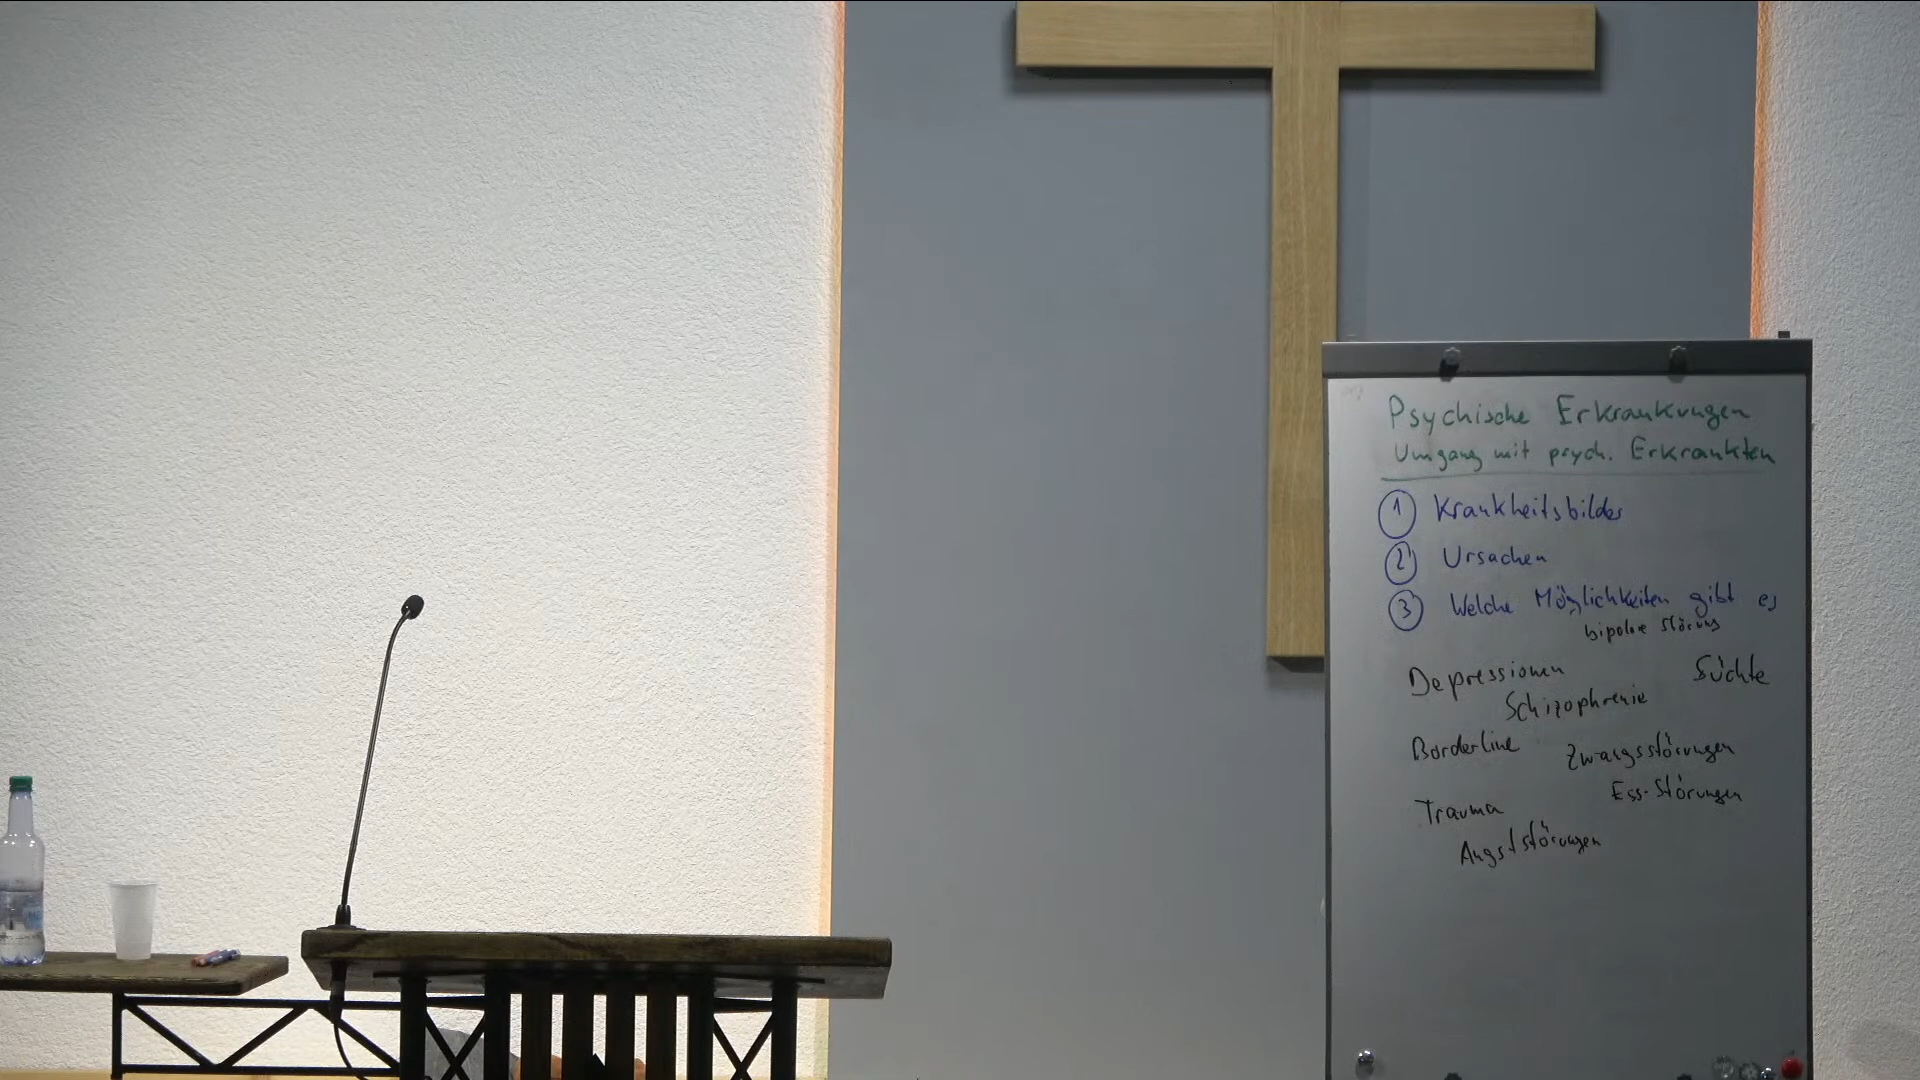 Psychische Erkrankungen
Umgang mit psych. Erkrankten
1 Krankheitsbilder
2 Ursachen
3 Welche Möglichkeiten gibt es
bipolare Störung
Depressionen
Süchte
Schizophrenie
Borderline
Zwangsstörungen
Ess-Störungen
Trauma
Angststörungen